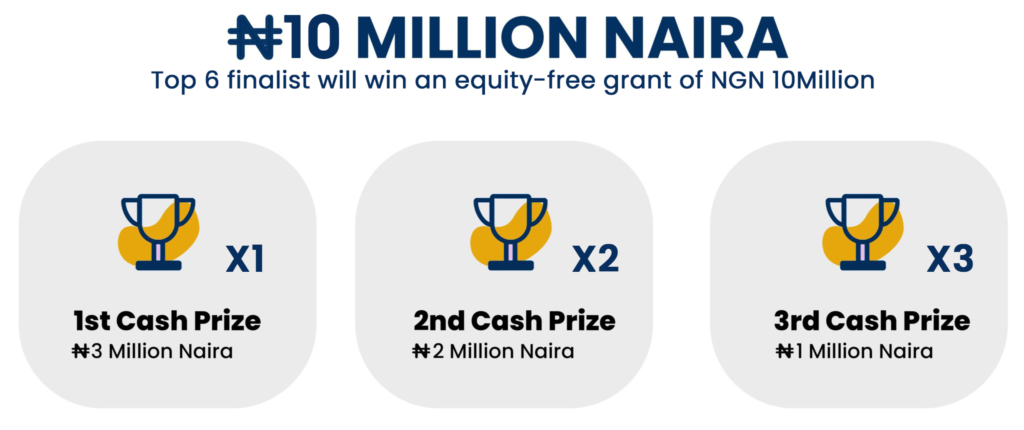 ₦10 MILLION NAIRA
Top 6 finalist will win an equity-free grant of NGN 10Million
X1
X2
X3
1st Cash Prize
₦3 Million Naira
2nd Cash Prize
₦2 Million Naira
3rd Cash Prize
₦1 Million Naira